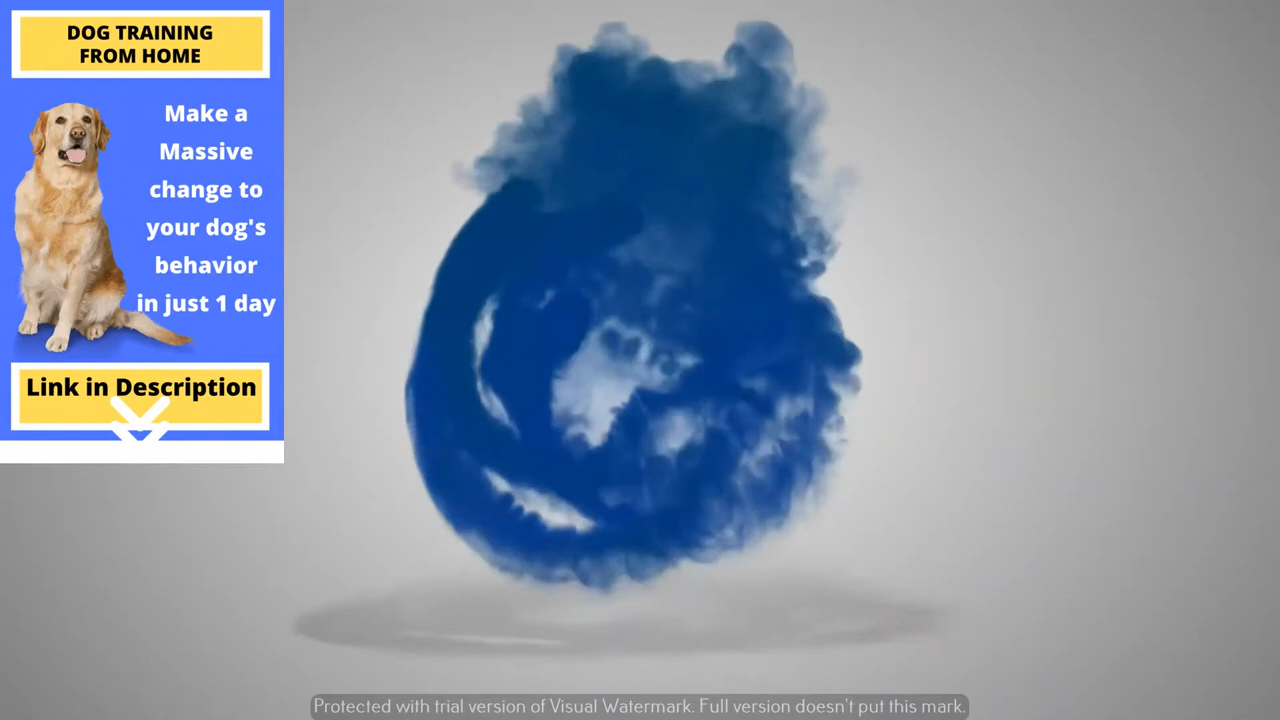 DOG TRAINING
FROM HOME
Make a
Massive
change to
your dog's
behavior
in just 1 day
Link in Description
Protected with trial version of Visual Watermark. Full version doesn't put this mark.